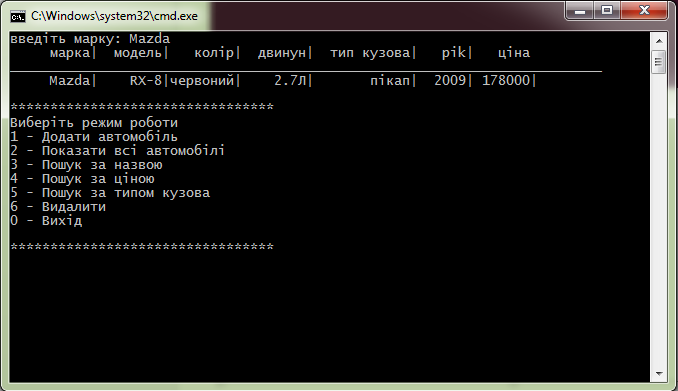 C:\Windows\system32\cmd.exe
введіть марку: Mazda
марка| модель| колір| двинун| тип кузова| рік| ціна
Mazda| RX-8|червоний| 2.7Л| пікап| 2009| 178000|
*********************************
Виберіть режим роботи
1 - Додати автомобіль
2 - Показати всі автомобілі
3 - Пошук за назвою
4 - Пошук за ціною
5 - Пошук за типом кузова
6 - Видалити
0 - Вихід
*********************************